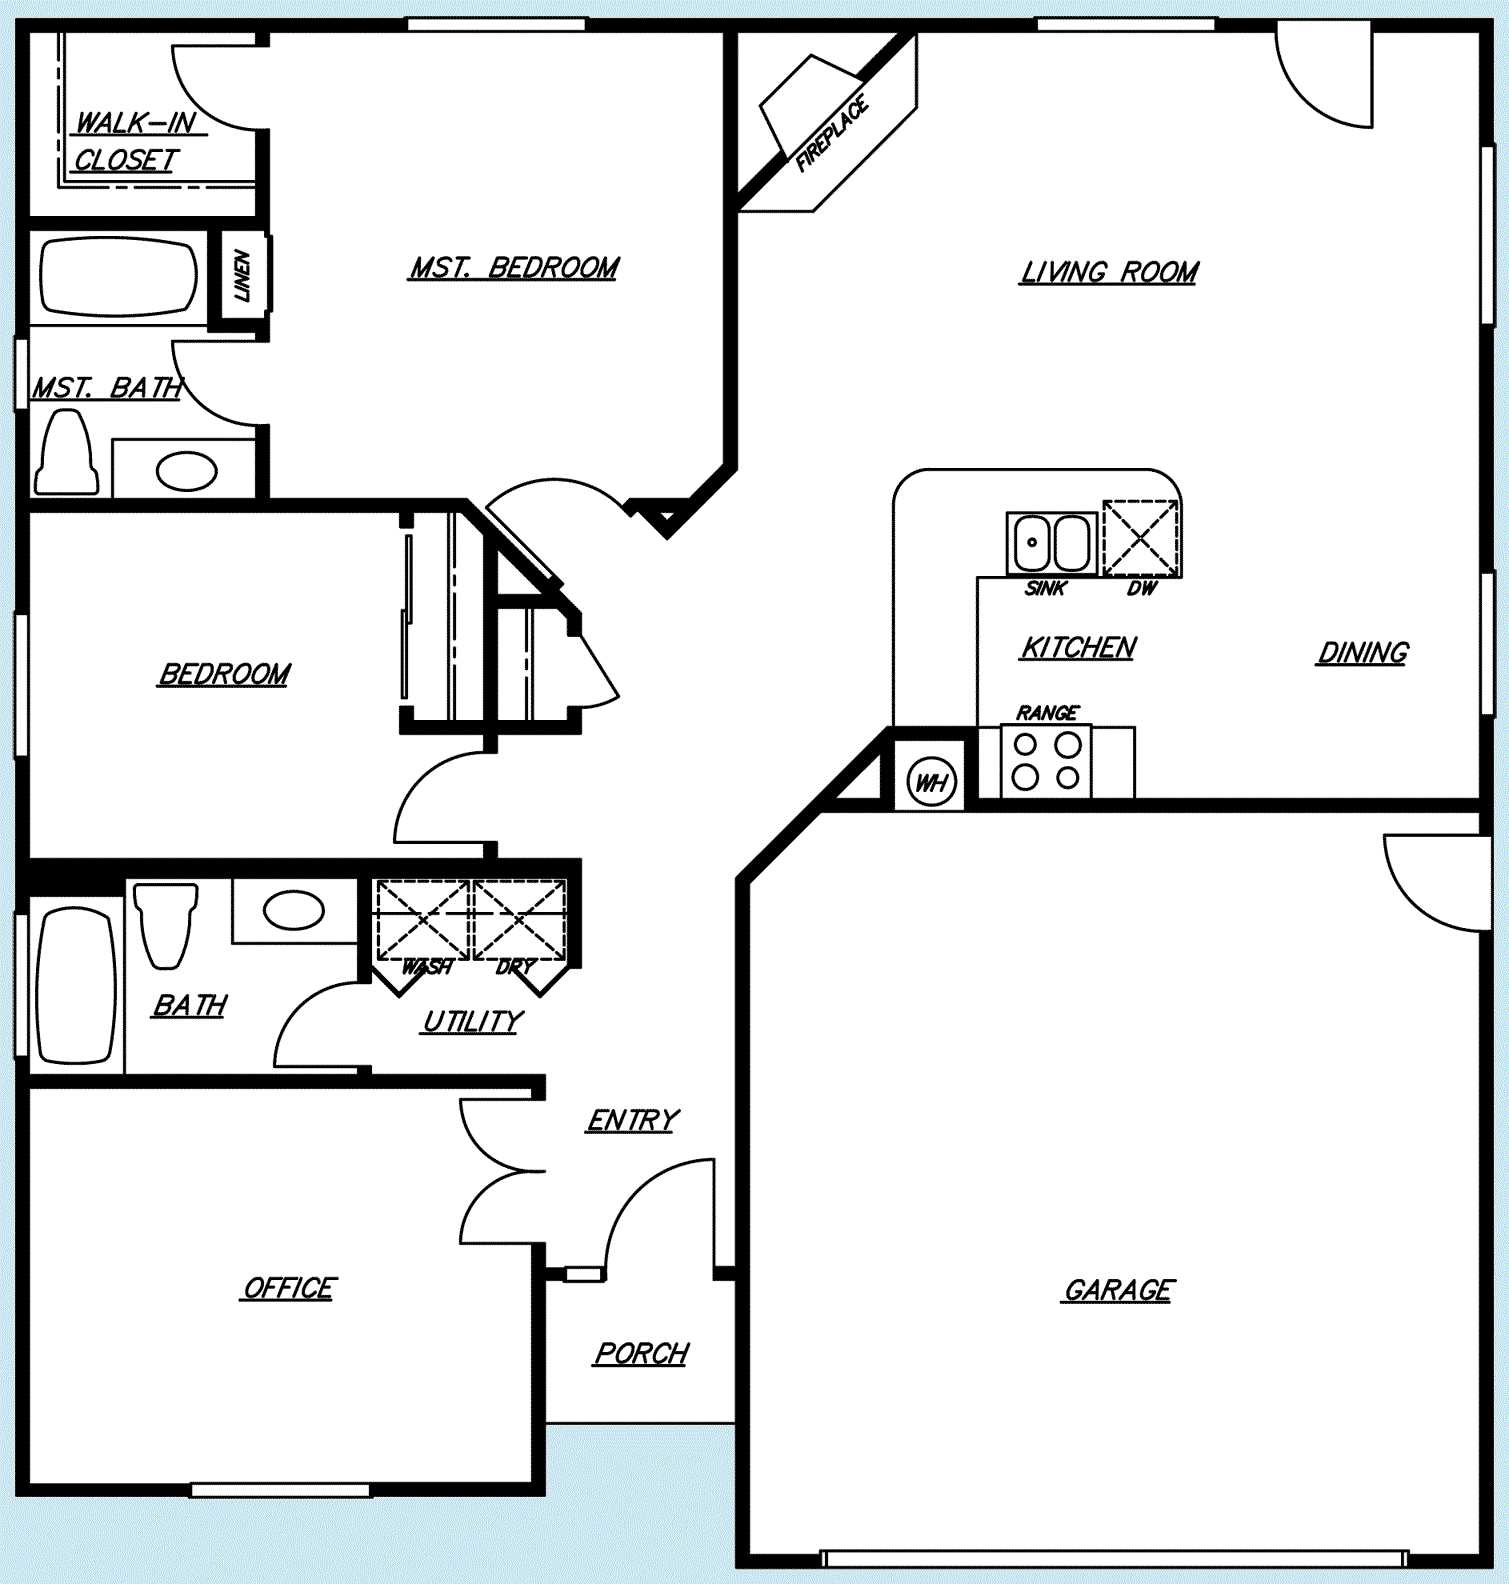 WALK-IN
CLOSET
FIREPLACE
LINEN
MST. BEDROOM
LIVING ROOM
MST. BATH
SINK
DW
KITCHEN
DINING
BEDROOM
RANGE
WH
WASH
DRY
BATH
UTILITY
ENTRY
OFFICE
GARAGE
PORCH